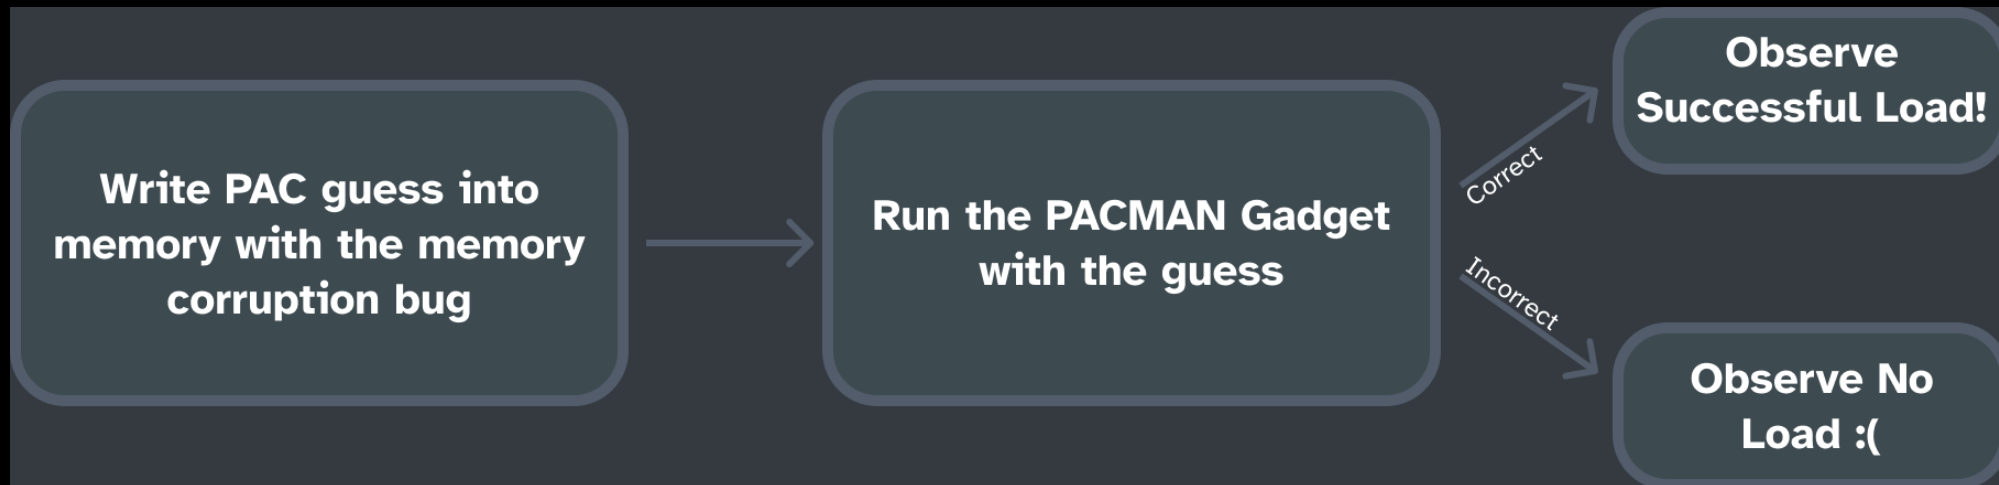 Write PAC guess into
memory with the memory
corruption bug
Run the PACMAN Gadget
with the guess
Correct
Incorrect
Observe
Successful Load!
Observe No
Load :(